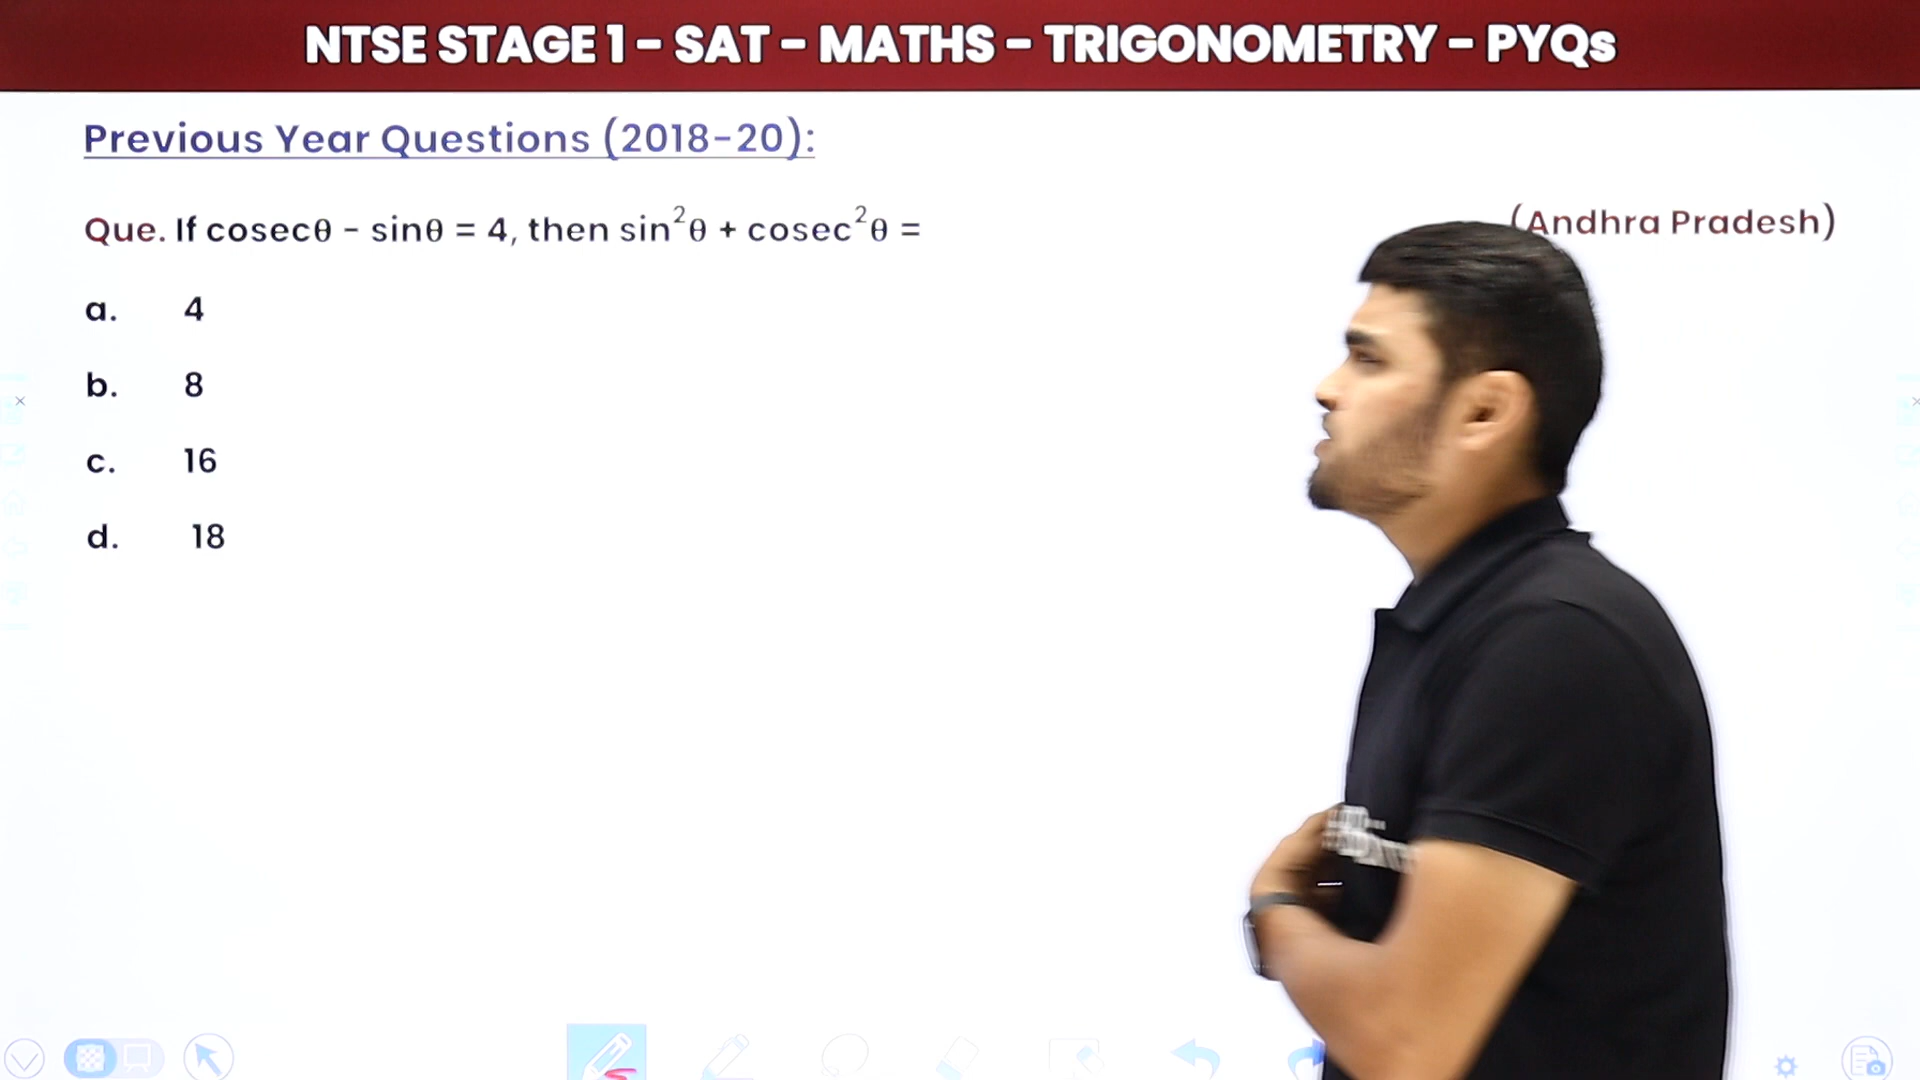 NTSE STAGE 1 – SAT – MATHS – TRIGONOMETRY – PYQs
Previous Year Questions (2018-20):
Que. If cosecθ - sinθ = 4, then sin²θ + cosec²θ =
(Andhra Pradesh)
a. 4
b. 8
c. 16
d. 18